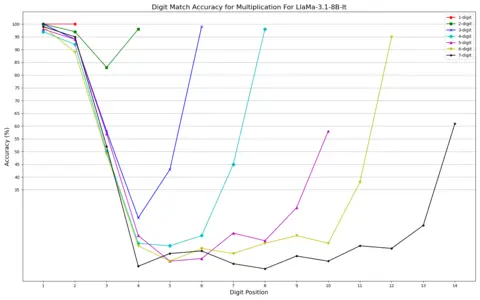 Digit Match Accuracy for Multiplication For LlaMa-3.1-8B-It
Accuracy (%)
100
95
90
85
80
75
70
65
60
55
50
45
40
35
1-digit
2-digit
3-digit
4-digit
5-digit
6-digit
7-digit
1 2 3 4 5 6 7 8 9 10 11 12 13 14
Digit Position